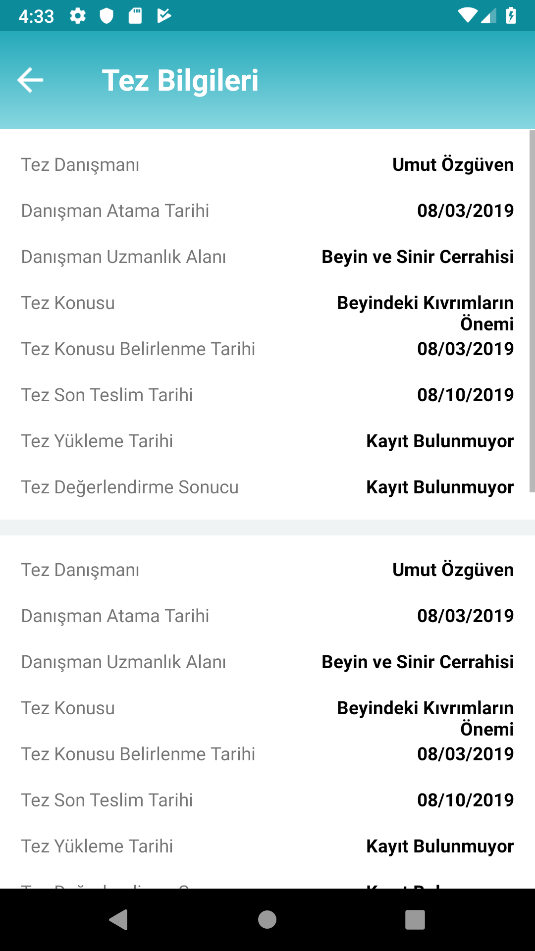 4:33
Tez Bilgileri
Tez Danışmanı Umut Özgüven
Danışman Atama Tarihi 08/03/2019
Danışman Uzmanlık Alanı Beyin ve Sinir Cerrahisi
Tez Konusu Beyindeki Kıvrımların
Önemi
Tez Konusu Belirlenme Tarihi 08/03/2019
Tez Son Teslim Tarihi 08/10/2019
Tez Yükleme Tarihi Kayıt Bulunmuyor
Tez Değerlendirme Sonucu Kayıt Bulunmuyor
Tez Danışmanı Umut Özgüven
Danışman Atama Tarihi 08/03/2019
Danışman Uzmanlık Alanı Beyin ve Sinir Cerrahisi
Tez Konusu Beyindeki Kıvrımların
Önemi
Tez Konusu Belirlenme Tarihi 08/03/2019
Tez Son Teslim Tarihi 08/10/2019
Tez Yükleme Tarihi Kayıt Bulunmuyor